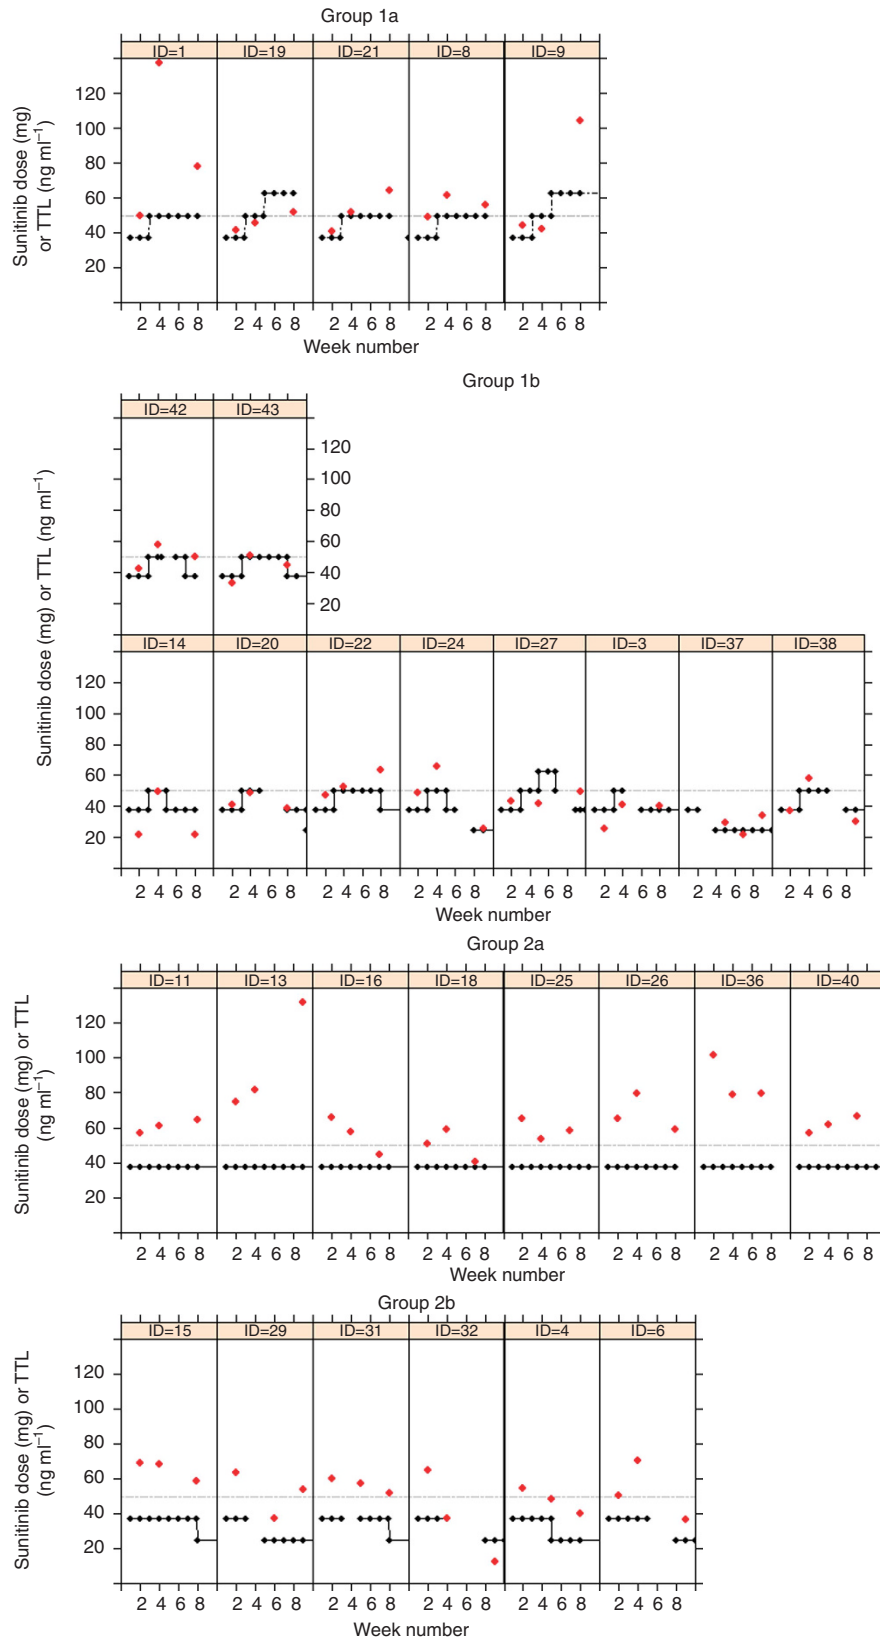 Group 1a
ID=1 ID=19 ID=21 ID=8 ID=9
Sunitinib dose (mg)
or TTL (ng ml⁻¹)
120
100
80
60
40
20
2 4 6 8 2 4 6 8 2 4 6 8 2 4 6 8 2 4 6 8
Week number
Group 1b
ID=42 ID=43
Sunitinib dose (mg) or TTL (ng ml⁻¹)
120
100
80
60
40
20
ID=14 ID=20 ID=22 ID=24 ID=27 ID=3 ID=37 ID=38
120
100
80
60
40
20
2 4 6 8 2 4 6 8 2 4 6 8 2 4 6 8 2 4 6 8 2 4 6 8 2 4 6 8 2 4 6 8
Week number
Group 2a
ID=11 ID=13 ID=16 ID=18 ID=25 ID=26 ID=36 ID=40
Sunitinib dose (mg) or TTL
(ng ml⁻¹)
120
100
80
60
40
20
2 4 6 8 2 4 6 8 2 4 6 8 2 4 6 8 2 4 6 8 2 4 6 8 2 4 6 8 2 4 6 8
Week number
Group 2b
ID=15 ID=29 ID=31 ID=32 ID=4 ID=6
Sunitinib dose (mg) or TTL
(ng ml⁻¹)
120
100
80
60
40
20
2 4 6 8 2 4 6 8 2 4 6 8 2 4 6 8 2 4 6 8 2 4 6 8
Week number